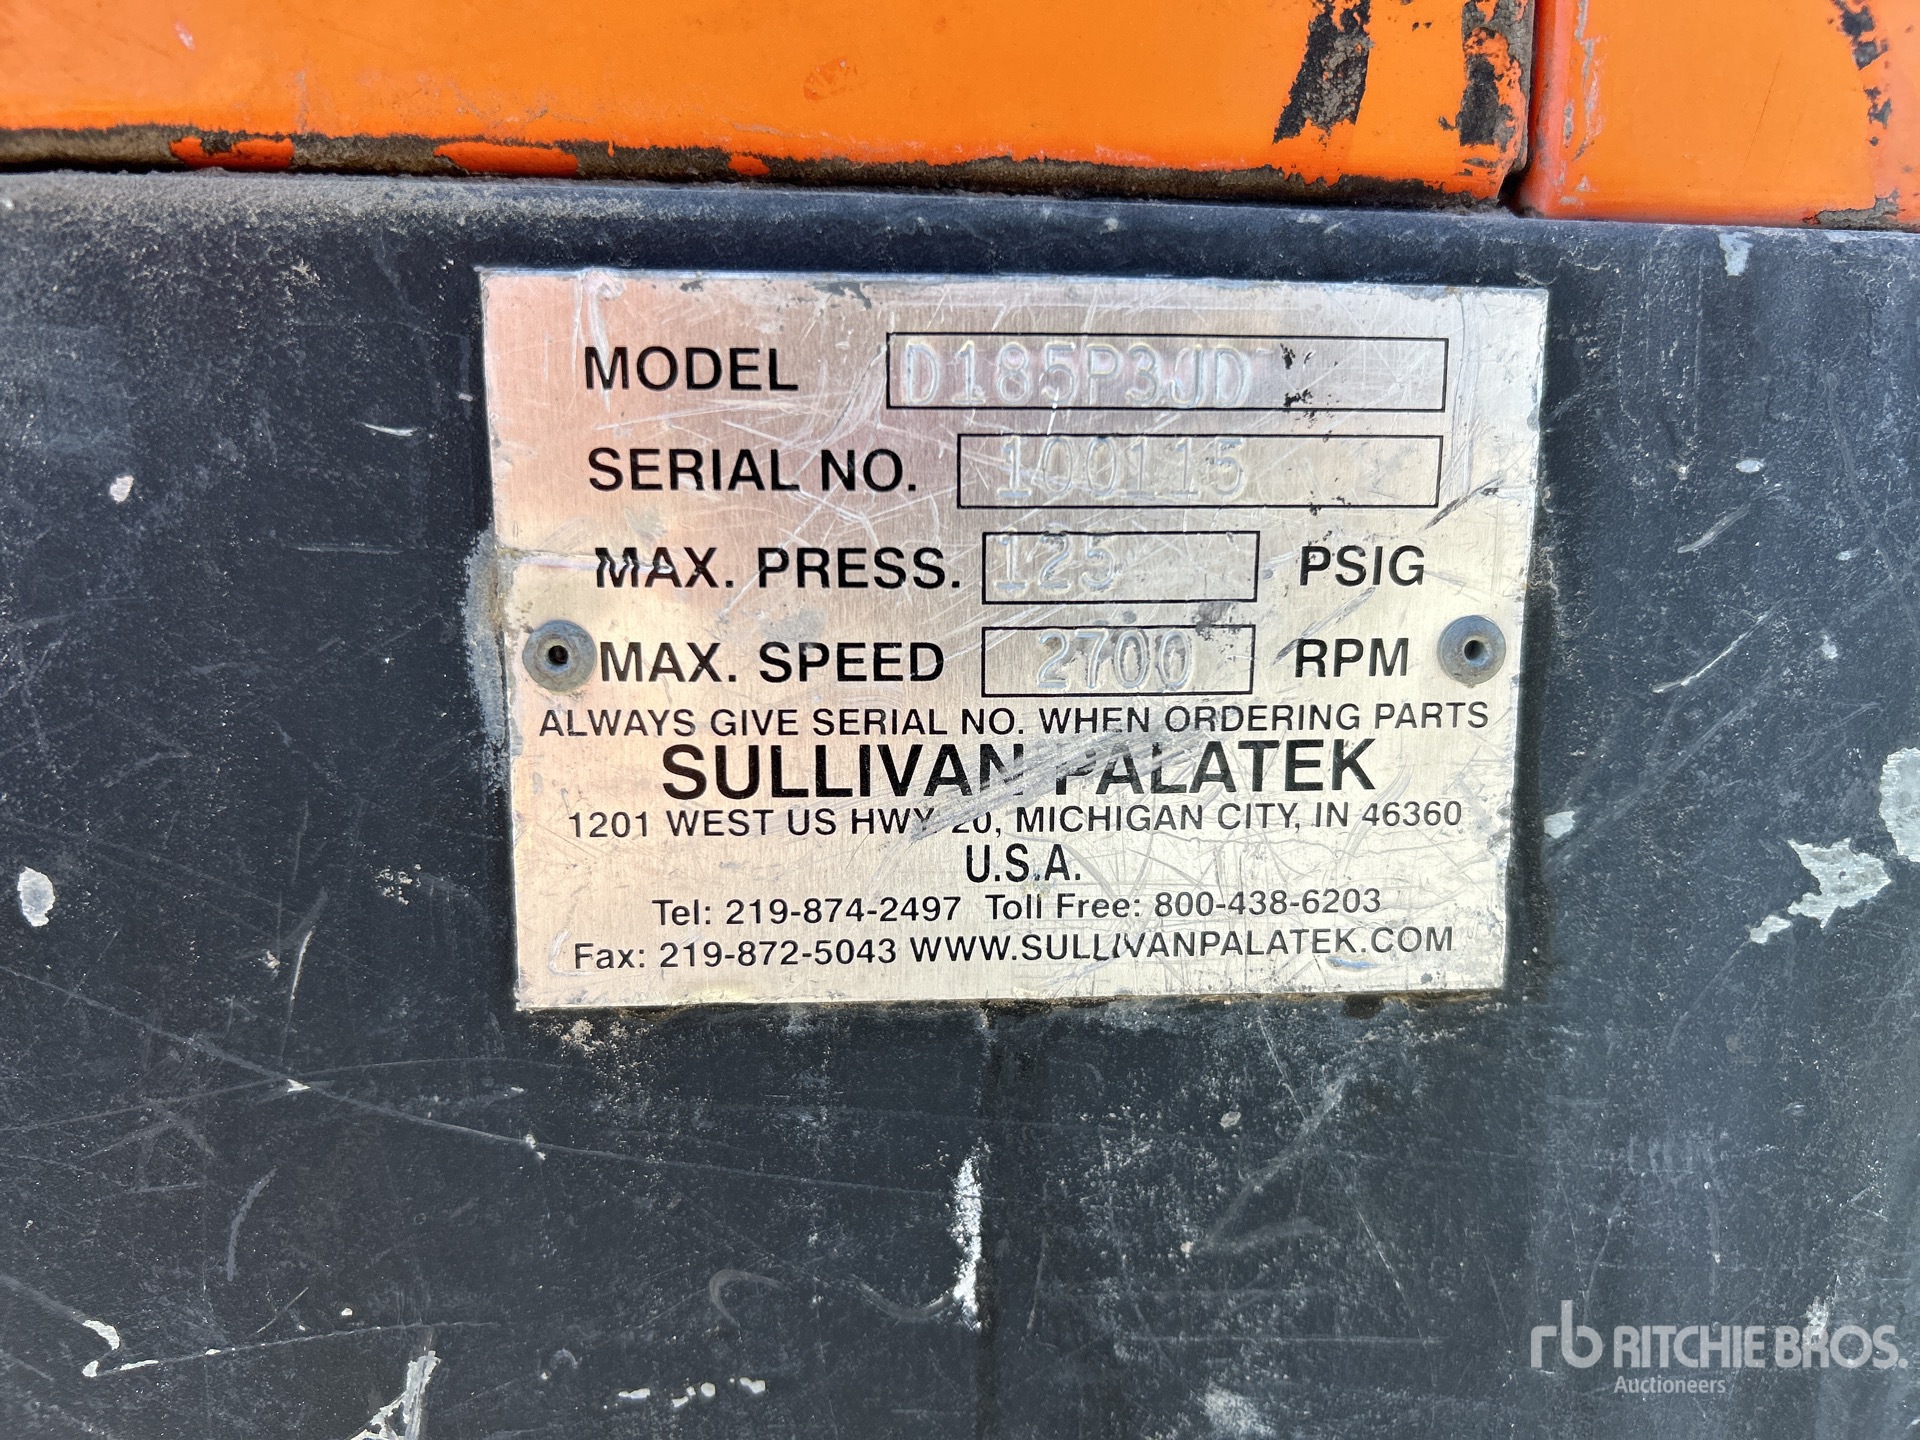 MODEL D185P3JD
SERIAL NO. 100115
MAX. PRESS. 125 PSIG
MAX. SPEED 2700 RPM
ALWAYS GIVE SERIAL NO. WHEN ORDERING PARTS
SULLIVAN PALATEK
1201 WEST US HWY 20, MICHIGAN CITY, IN 46360
U.S.A.
Tel: 219-874-2497 Toll Free: 800-438-6203
Fax: 219-872-5043 WWW.SULLIVANPALATEK.COM
rb RITCHIE BROS.
Auctioneers